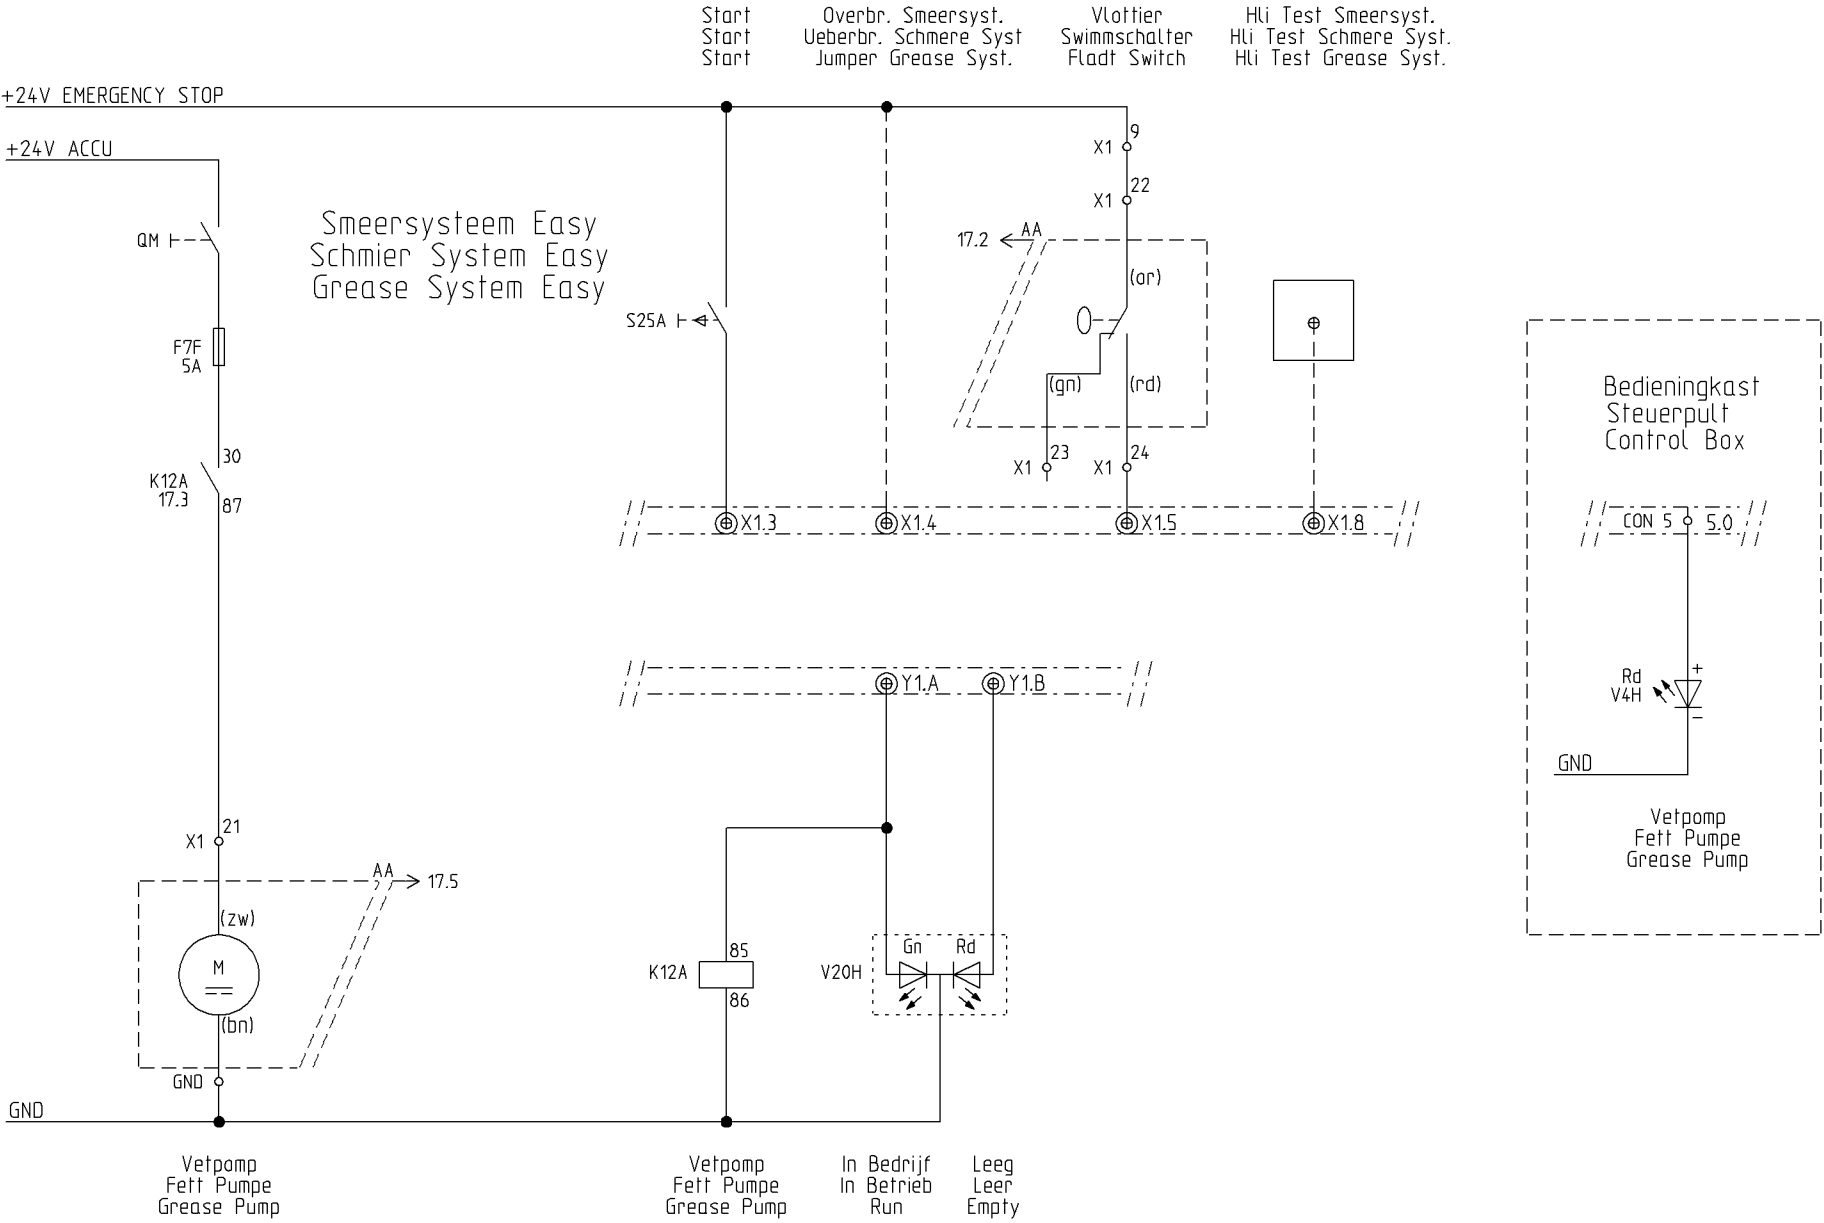 Start
Start
Start
Overbr. Smeersyst.
Ueberbr. Schmere Syst
Jumper Grease Syst.
Vlottier
Swimmschalter
Fladt Switch
Hli Test Smeersyst.
Hli Test Schmere Syst.
Hli Test Grease Syst.
+24V EMERGENCY STOP
+24V ACCU
9
X1
22
X1
Smeersysteem Easy
Schmier System Easy
Grease System Easy
QM
17.2
AA
(ar)
S25A
F7F
5A
(gn)
(rd)
Bedieningkast
Steuerpult
Control Box
30
K12A
17.3
87
23
X1
24
X1
X1.3
X1.4
X1.5
X1.8
CON 5
5.0
Y1.A
Y1.B
+
Rd
V4H
–
GND
Vetpomp
Fett Pumpe
Grease Pump
21
X1
AA
17.5
(zw)
M
(bn)
GND
85
K12A
86
Gn
Rd
V20H
GND
Vetpomp
Fett Pumpe
Grease Pump
Vetpomp
Fett Pumpe
Grease Pump
In Bedrijf
In Betrieb
Run
Leeg
Leer
Empty